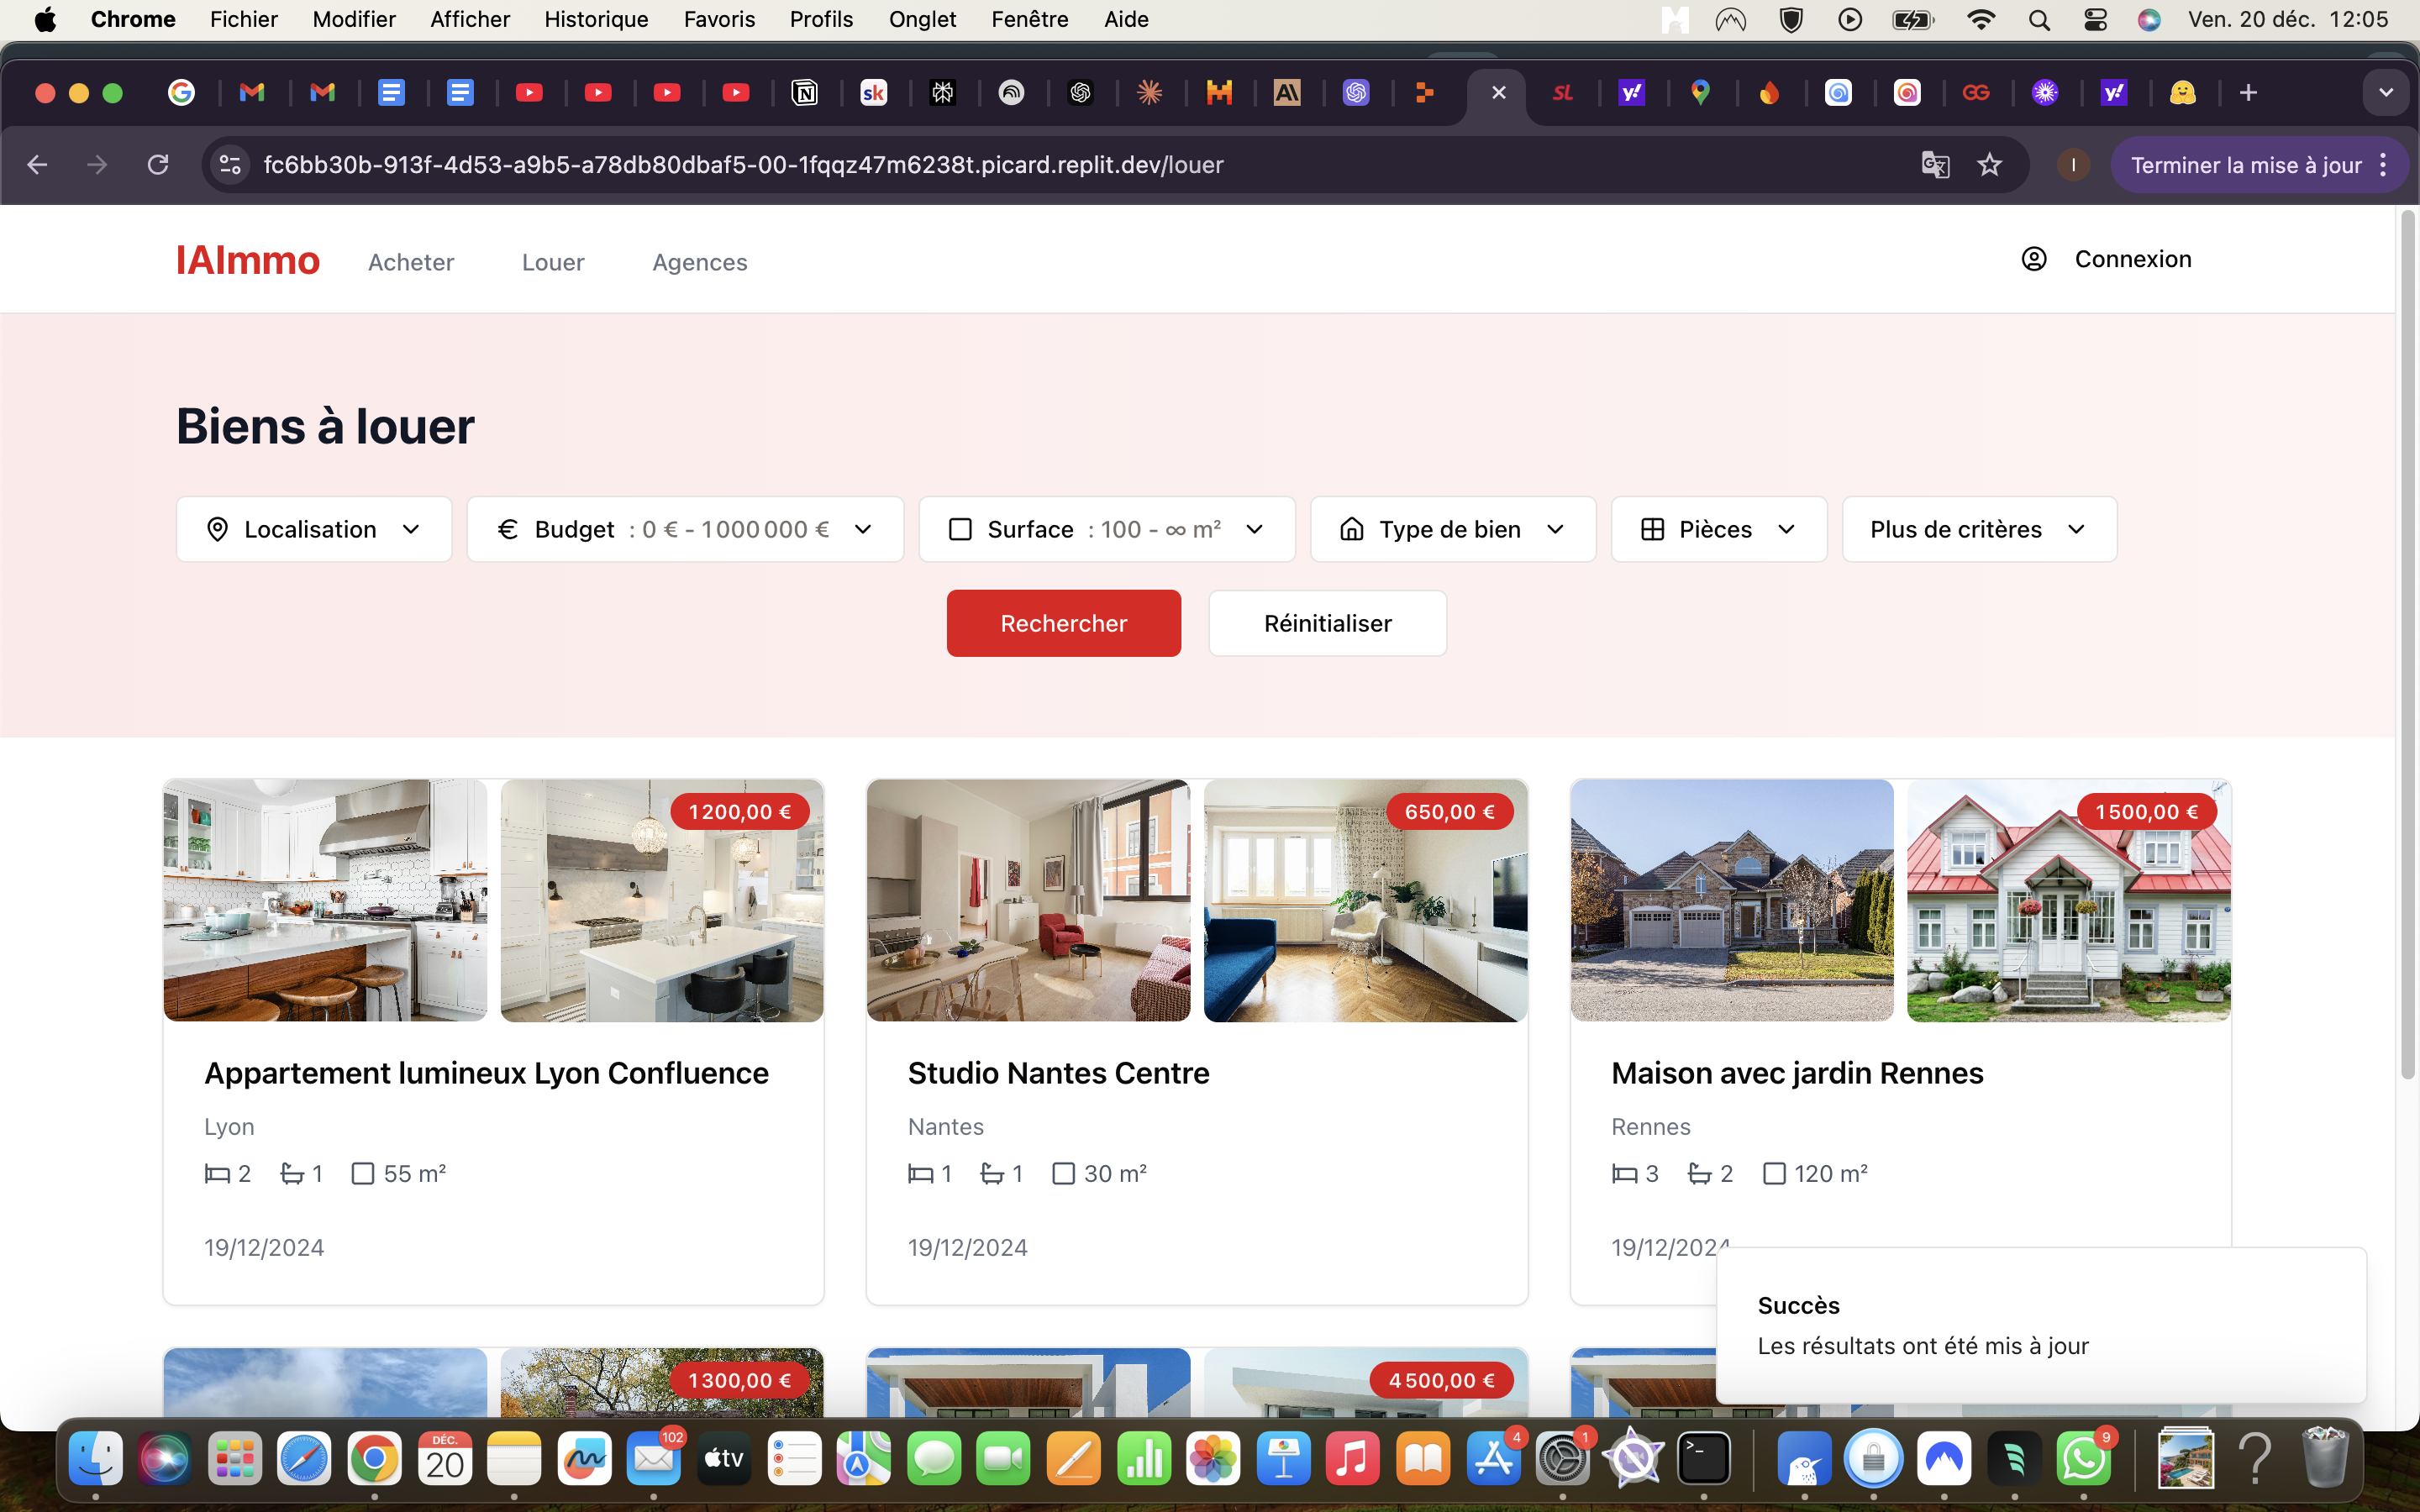 Chrome Fichier Modifier Afficher Historique Favoris Profils Onglet Fenêtre Aide Ven. 20 déc. 12:05
fc6bb30b-913f-4d53-a9b5-a78db80dbaf5-00-1fqqz47m6238t.picard.replit.dev/louer
Terminer la mise à jour
IAImmo Acheter Louer Agences Connexion
Biens à louer
Localisation Budget : 0 € - 1 000 000 € Surface : 100 - ∞ m² Type de bien Pièces Plus de critères
Rechercher Réinitialiser
1 200,00 € 650,00 € 1 500,00 €
Appartement lumineux Lyon Confluence
Lyon
2 1 55 m²
19/12/2024
Studio Nantes Centre
Nantes
1 1 30 m²
19/12/2024
Maison avec jardin Rennes
Rennes
3 2 120 m²
19/12/2024
Succès
Les résultats ont été mis à jour
1 300,00 € 4 500,00 €
DÉC.
20
102
tv
4
1
9